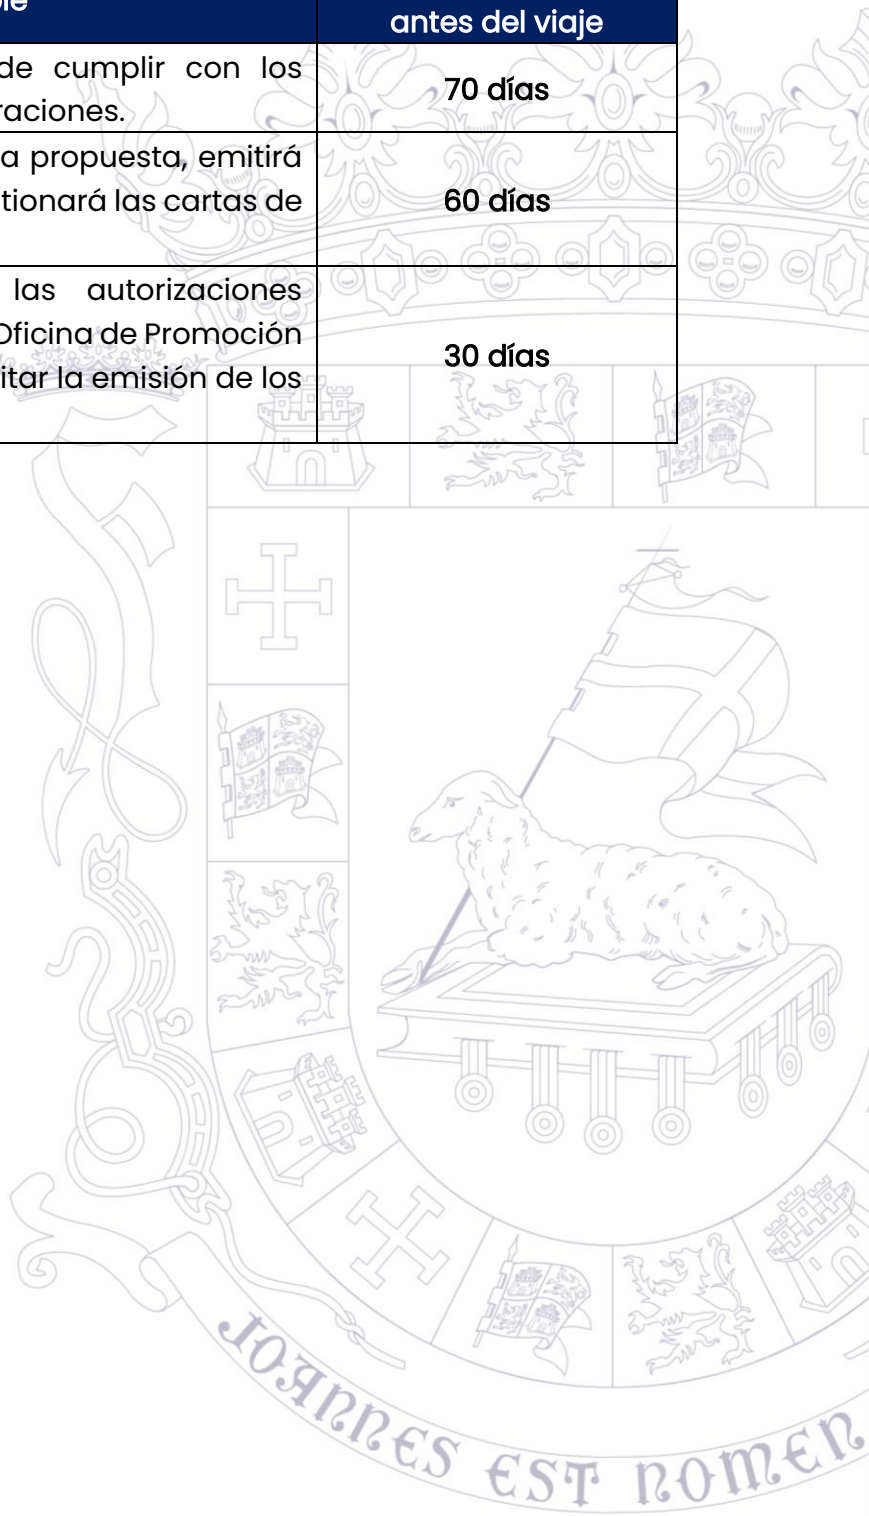 antes del viaje
de cumplir con los
raciones.
70 días
a propuesta, emitirá
tionará las cartas de
60 días
las autorizaciones
Oficina de Promoción
itar la emisión de los
30 días
JOANNES EST NOMEN